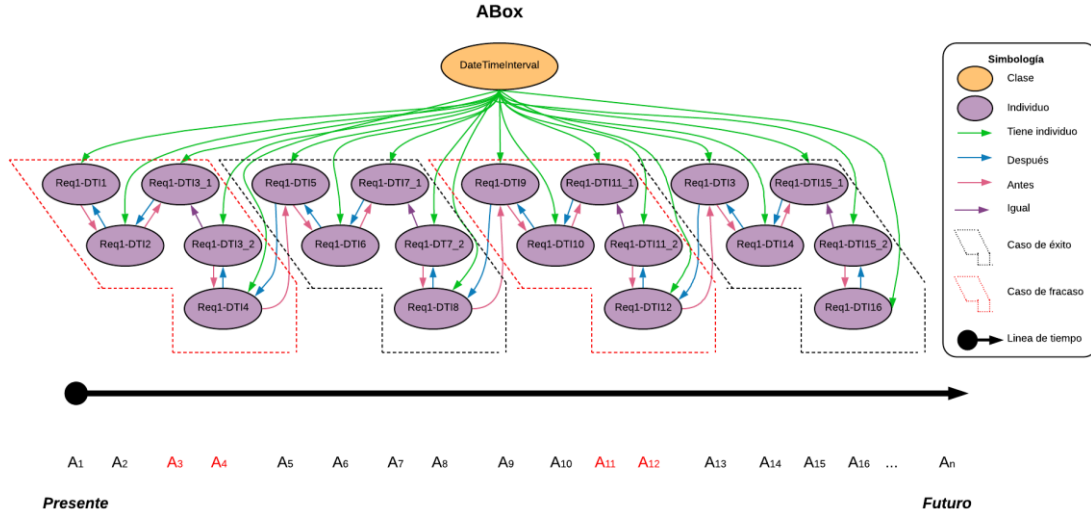 ABox
DateTimeInterval
Simbología
Clase
Individuo
Tiene individuo
Después
Antes
Igual
Caso de éxito
Caso de fracaso
Linea de tiempo
Req1-DTI1
Req1-DTI3_1
Req1-DTI5
Req1-DTI7_1
Req1-DTI9
Req1-DTI11_1
Req1-DTI3
Req1-DTI15_1
Req1-DTI2
Req1-DTI3_2
Req1-DTI6
Req1-DT7_2
Req1-DTI10
Req1-DTI11_2
Req1-DTI14
Req1-DTI15_2
Req1-DTI4
Req1-DTI8
Req1-DTI12
Req1-DTI16
A1 A2 A3 A4 A5 A6 A7 A8 A9 A10 A11 A12 A13 A14 A15 A16 ... An
Presente
Futuro